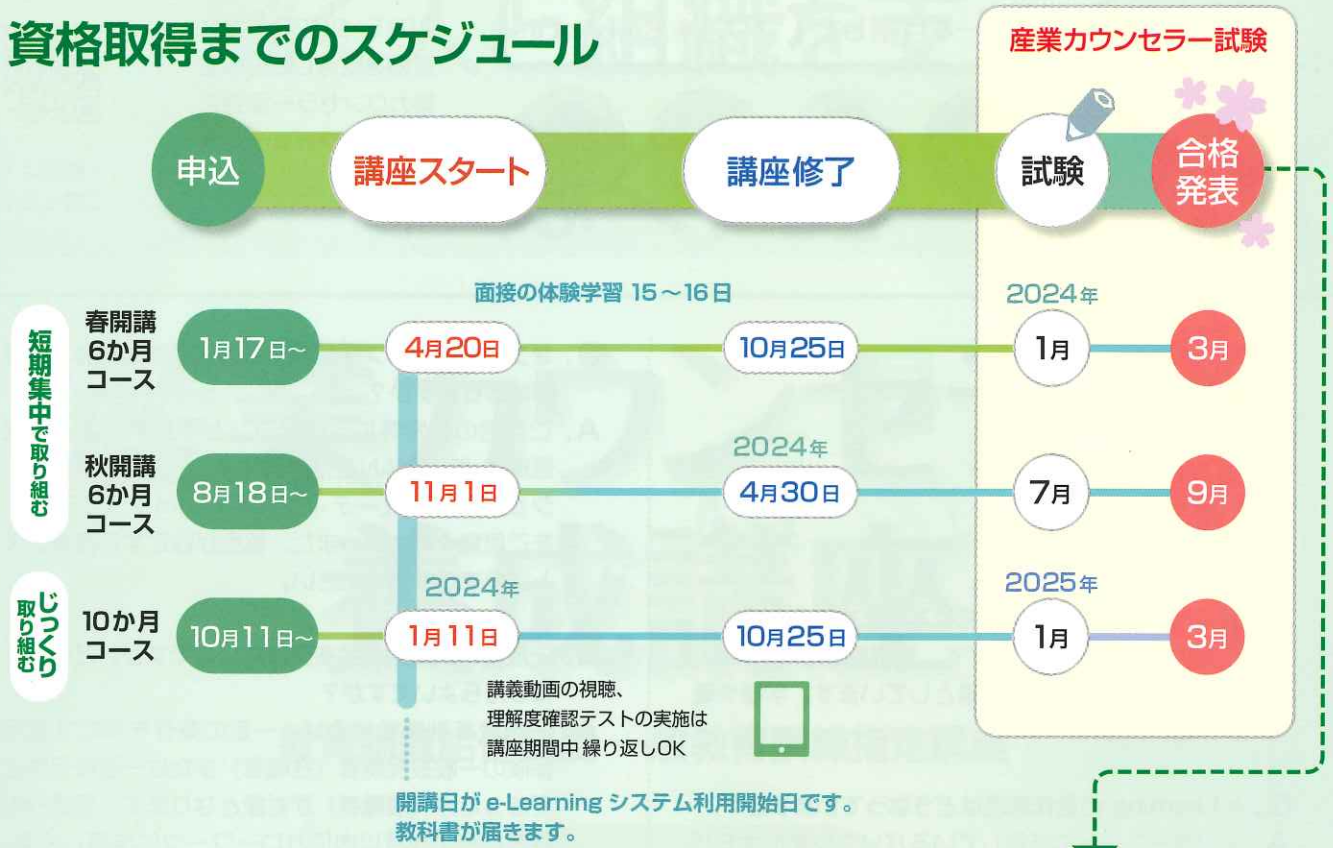 資格取得までのスケジュール
産業カウンセラー試験
申込
講座スタート
講座修了
試験
合格
発表
面接の体験学習 15～16日
短期集中で取り組む
春開講
6か月
コース
1月17日～
4月20日
10月25日
2024年
1月
3月
秋開講
6か月
コース
8月18日～
11月1日
2024年
4月30日
7月
9月
じっくり
取り組む
10か月
コース
10月11日～
2024年
1月11日
10月25日
2025年
1月
3月
講義動画の視聴、
理解度確認テストの実施は
講座期間中 繰り返しOK
開講日が e-Learning システム利用開始日です。
教科書が届きます。